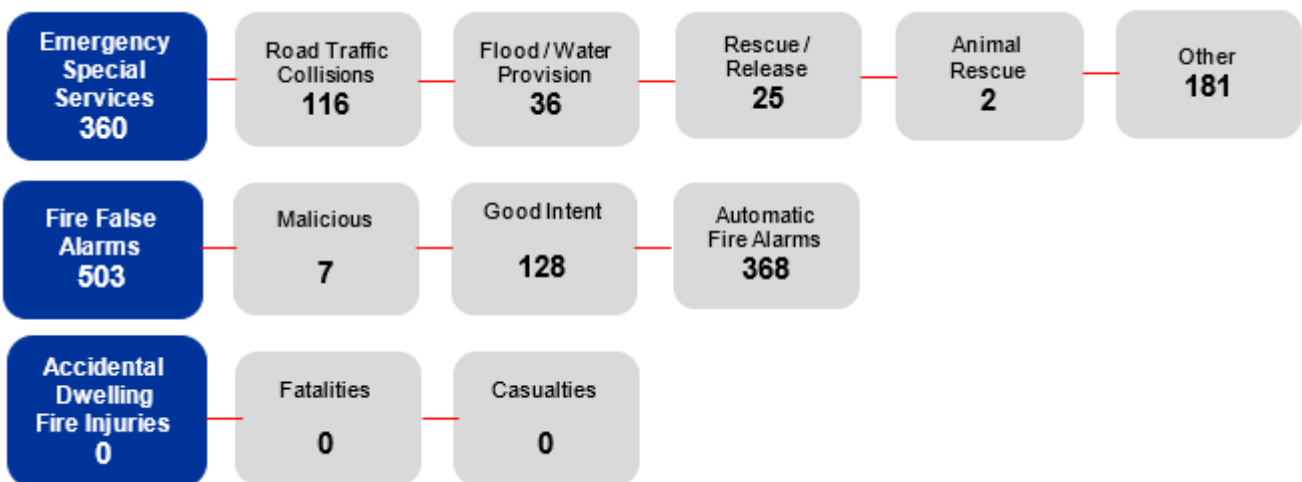 Emergency
Special
Services
360
Road Traffic
Collisions
116
Flood / Water
Provision
36
Rescue /
Release
25
Animal
Rescue
2
Other
181
Fire False
Alarms
503
Malicious
7
Good Intent
128
Automatic
Fire Alarms
368
Accidental
Dwelling
Fire Injuries
0
Fatalities
0
Casualties
0